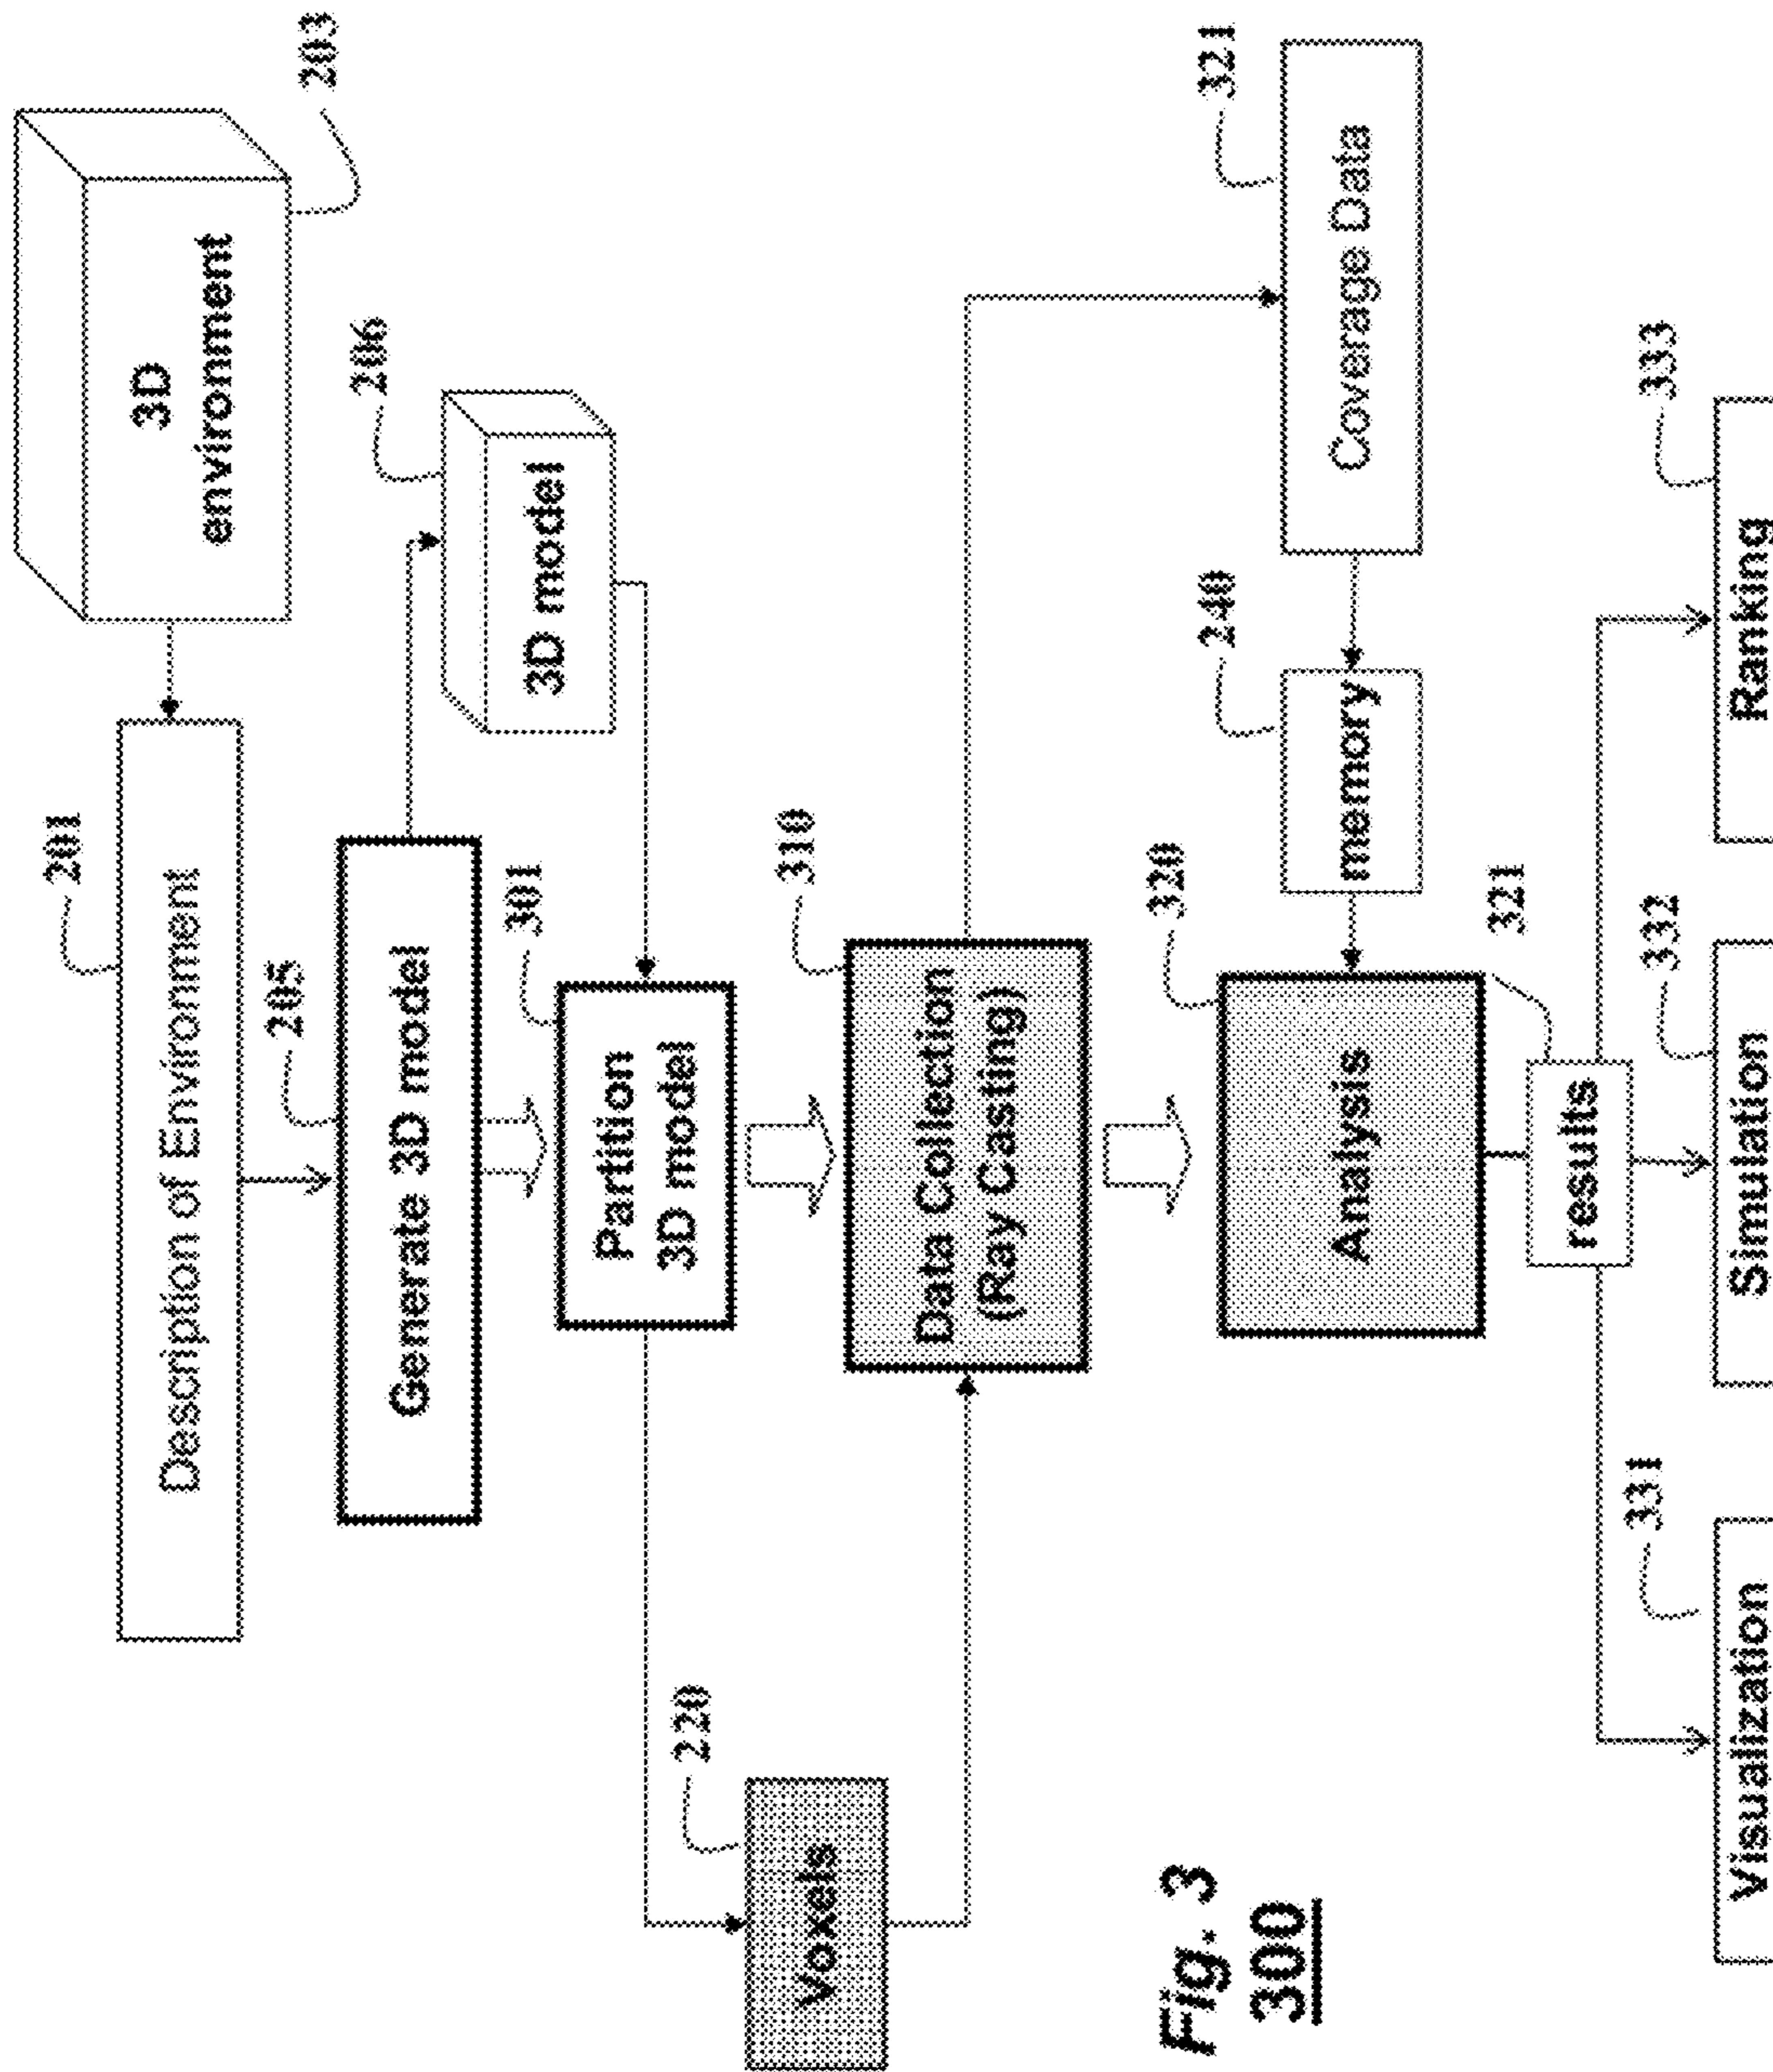 3D
environment
203
201
Description of Environment
206
3D model
205
Generate 3D model
301
Partition
3D model
220
Voxels
310
Data Collection
(Ray Casting)
321
Coverage Data
240
memory
320
Analysis
321
results
331
Visualization
332
Simulation
333
Ranking
Fig. 3
300